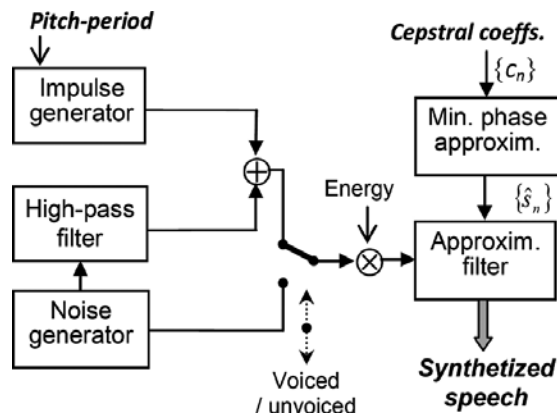 Pitch-period
Impulse
generator
High-pass
filter
Noise
generator
Energy
Voiced
/ unvoiced
Cepstral coeffs.
{c_n}
Min. phase
approxim.
{ŝ_n}
Approxim.
filter
Synthetized
speech